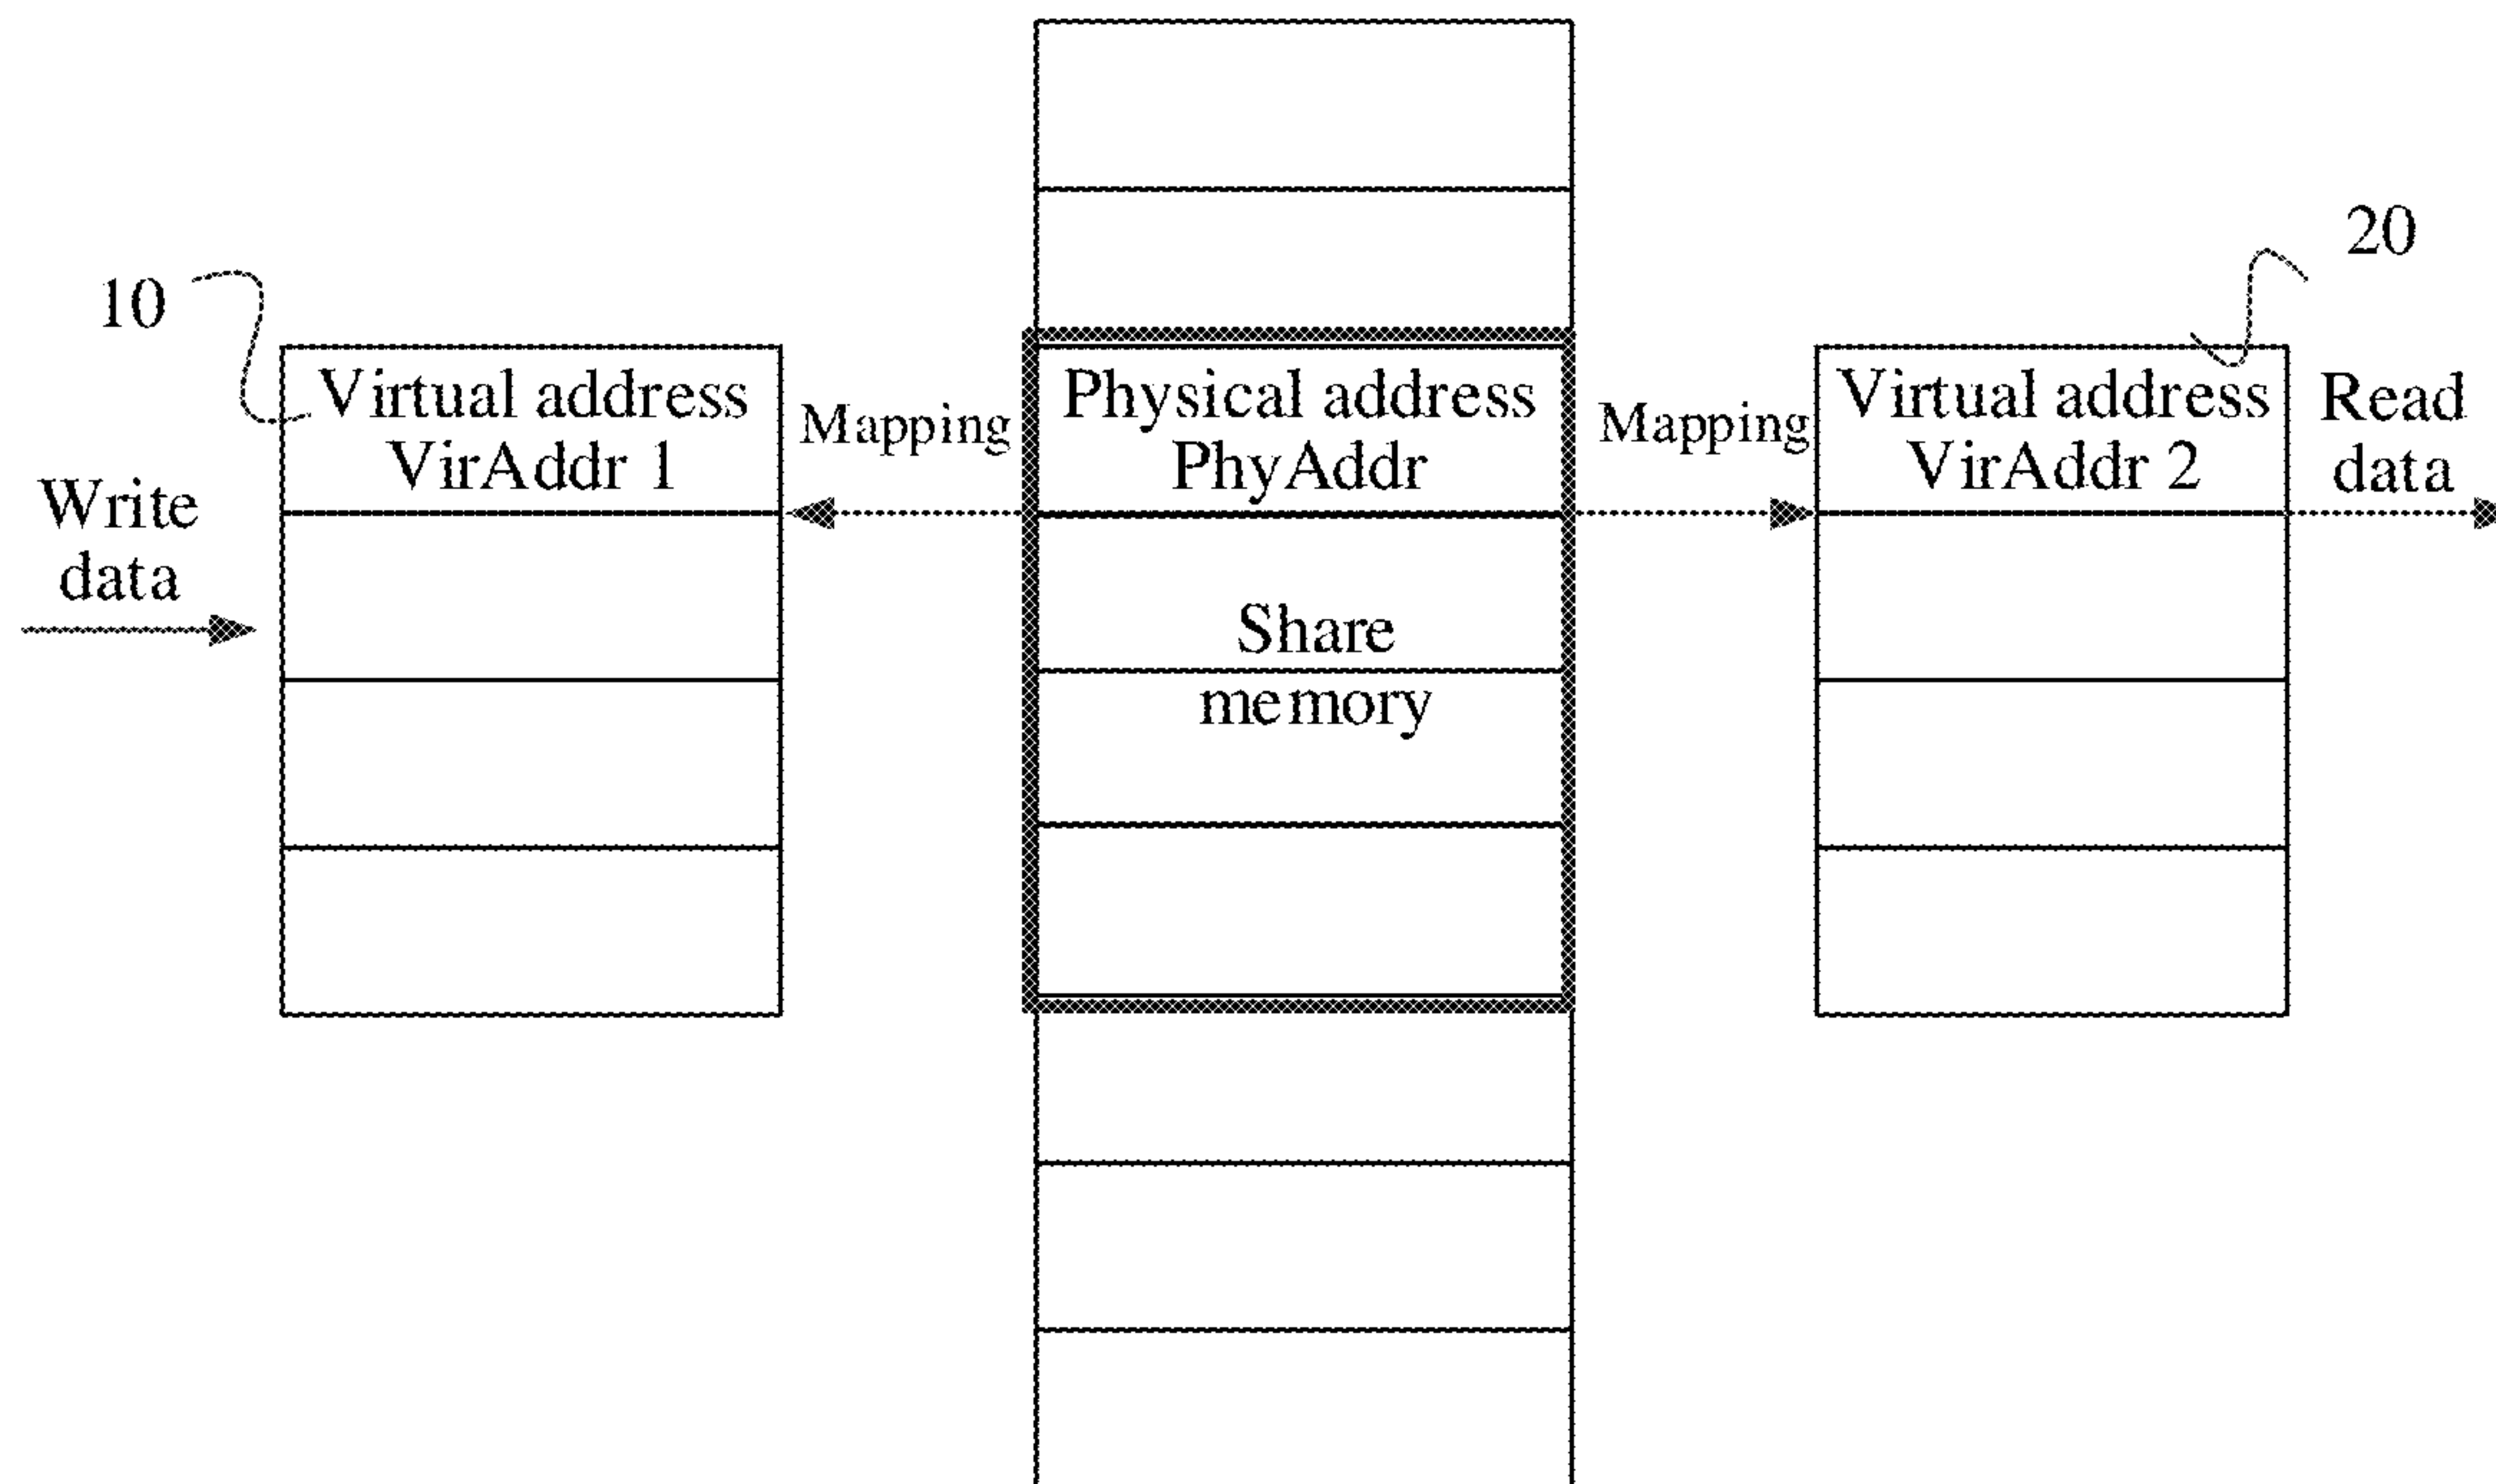 10
20
Virtual address
VirAddr 1
Mapping
Physical address
PhyAddr
Mapping
Virtual address
VirAddr 2
Read
data
Write
data
Share
memory